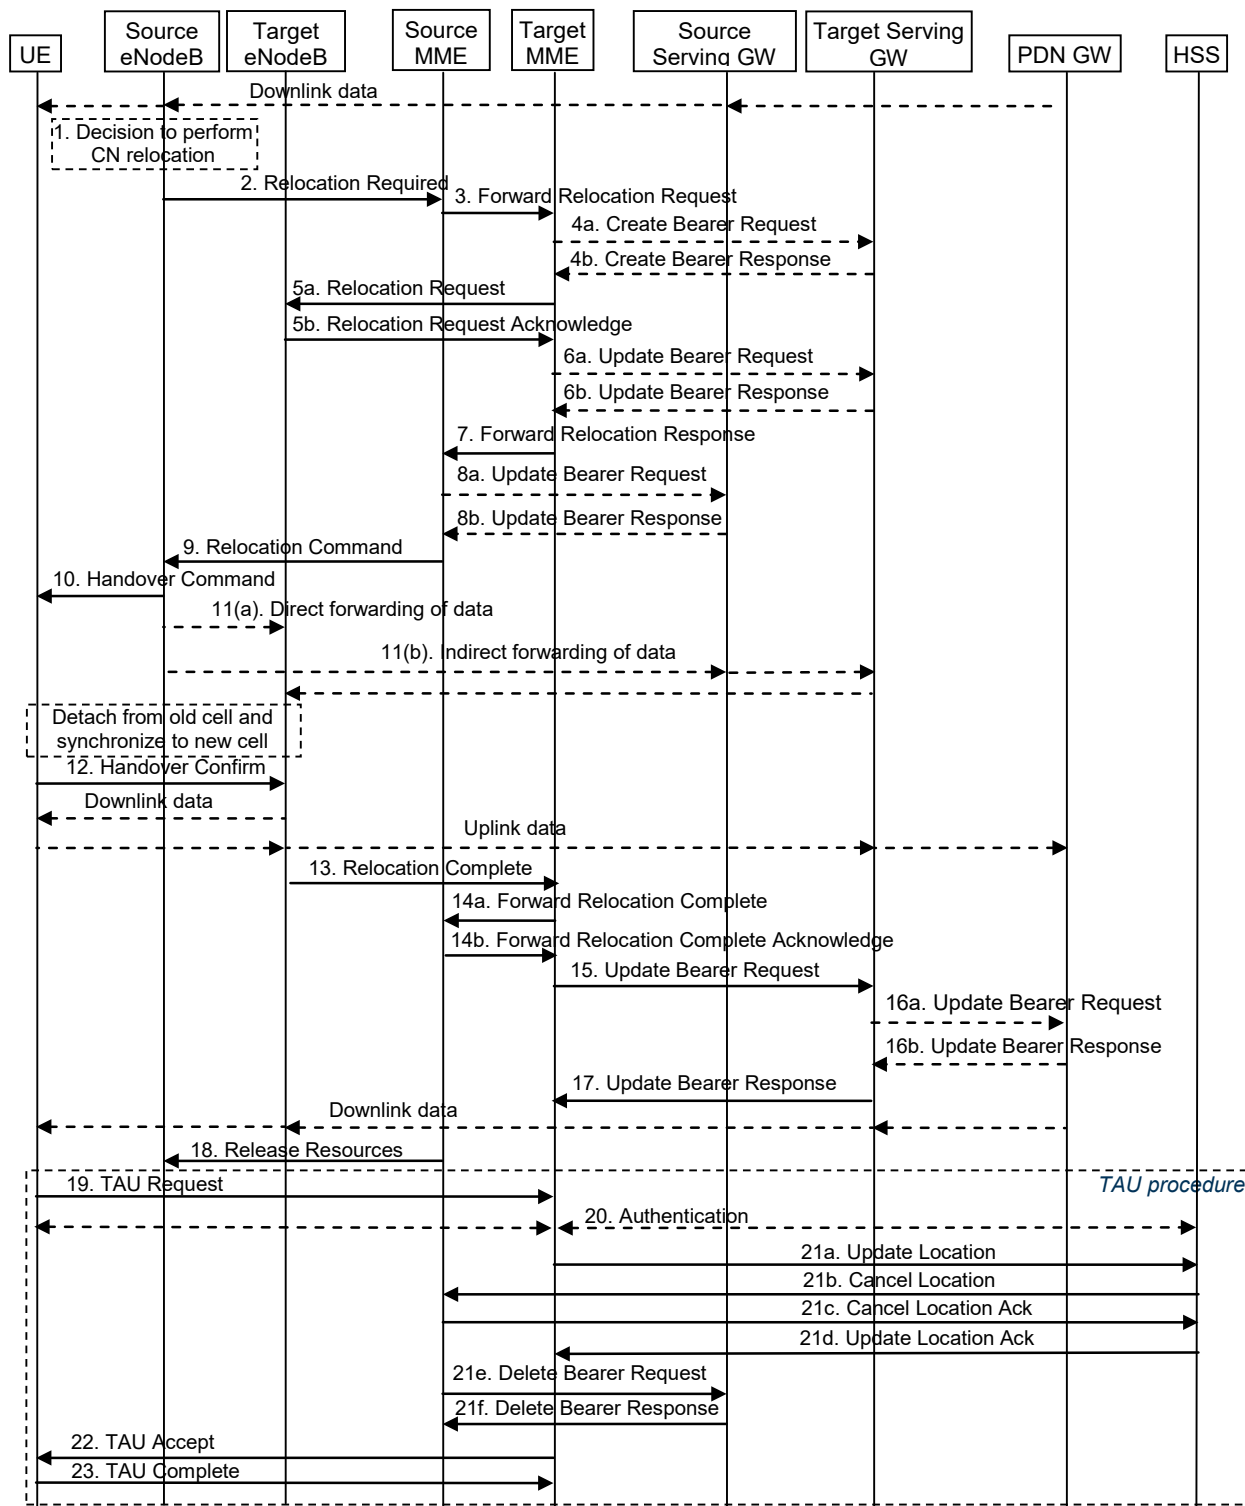 UE
Source
eNodeB
Target
eNodeB
Source
MME
Target
MME
Source
Serving GW
Target Serving
GW
PDN GW
HSS
Downlink data
1. Decision to perform
CN relocation
2. Relocation Required
3. Forward Relocation Request
4a. Create Bearer Request
4b. Create Bearer Response
5a. Relocation Request
5b. Relocation Request Acknowledge
6a. Update Bearer Request
6b. Update Bearer Response
7. Forward Relocation Response
8a. Update Bearer Request
8b. Update Bearer Response
9. Relocation Command
10. Handover Command
11(a). Direct forwarding of data
11(b). Indirect forwarding of data
Detach from old cell and
synchronize to new cell
12. Handover Confirm
Downlink data
Uplink data
13. Relocation Complete
14a. Forward Relocation Complete
14b. Forward Relocation Complete Acknowledge
15. Update Bearer Request
16a. Update Bearer Request
16b. Update Bearer Response
17. Update Bearer Response
Downlink data
18. Release Resources
19. TAU Request
TAU procedure
20. Authentication
21a. Update Location
21b. Cancel Location
21c. Cancel Location Ack
21d. Update Location Ack
21e. Delete Bearer Request
21f. Delete Bearer Response
22. TAU Accept
23. TAU Complete